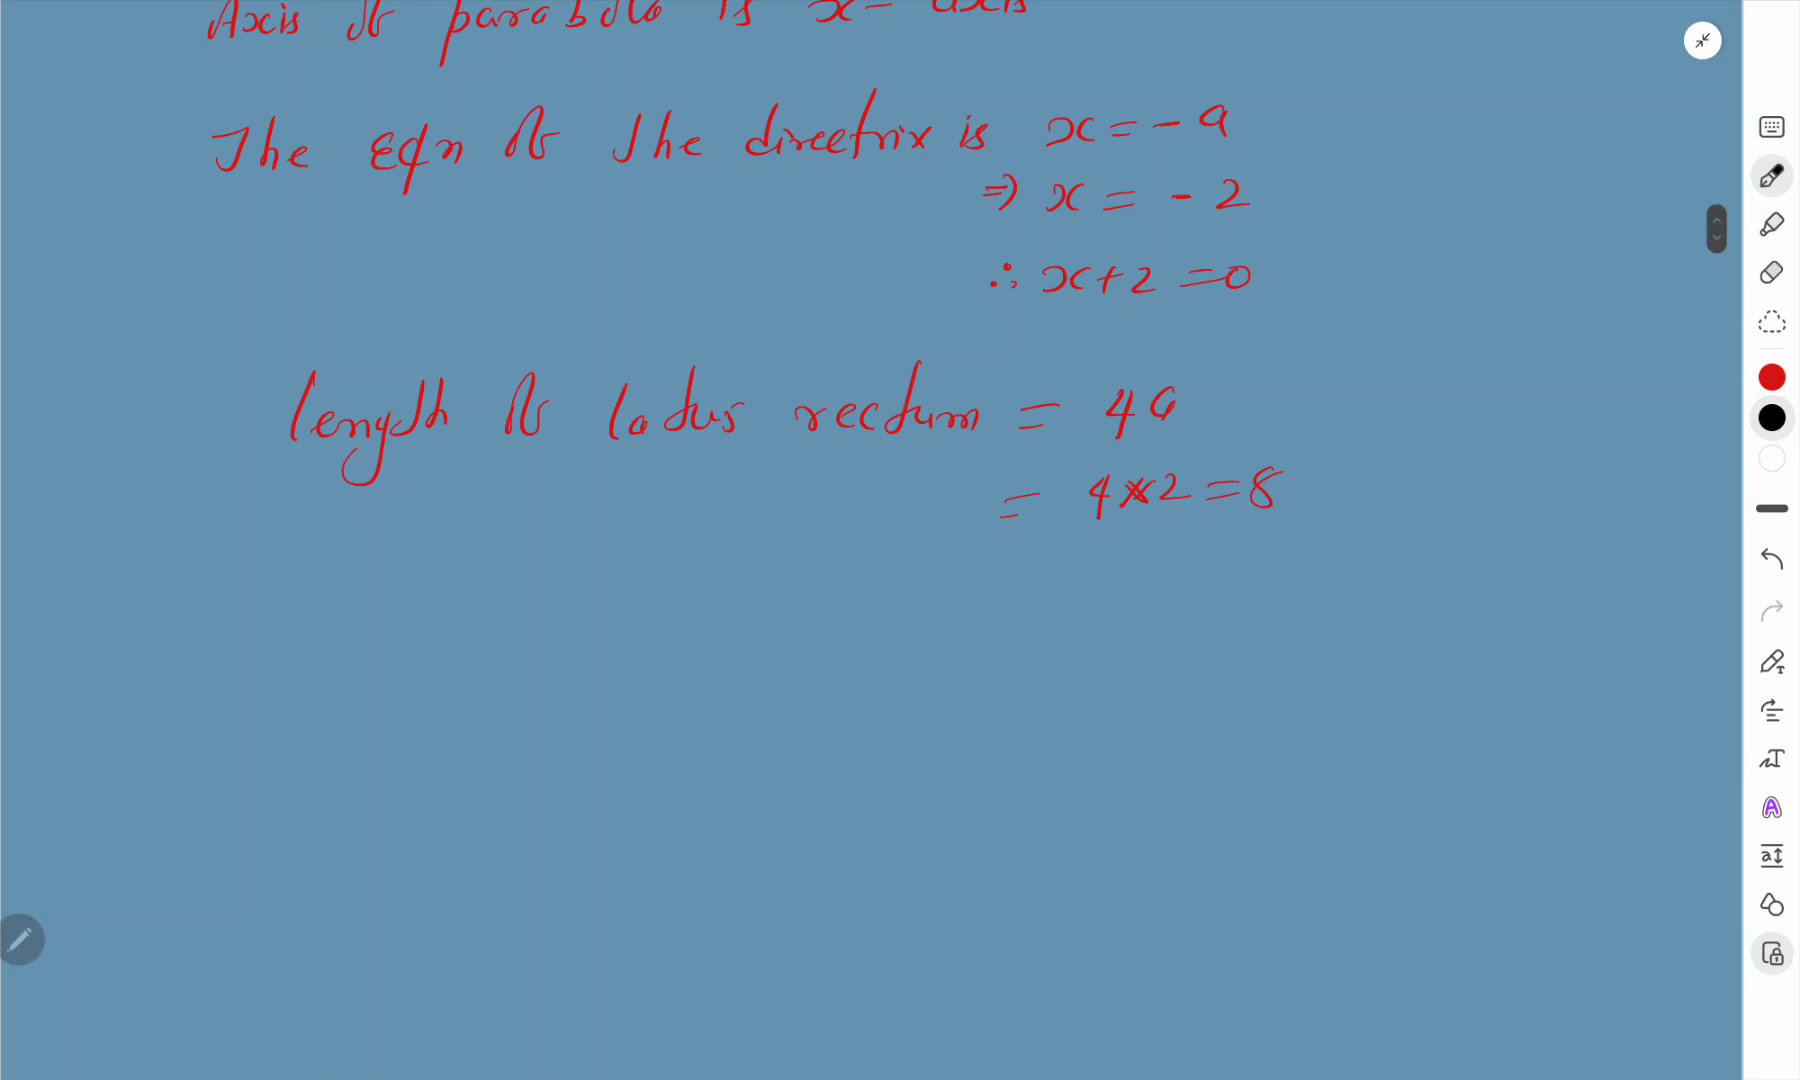 Axis of parabola is x-axis
The Eqn of the directrix is x = - a
⇒ x = - 2
∴ x + 2 = 0
length of latus rectum = 4a
= 4 × 2 = 8